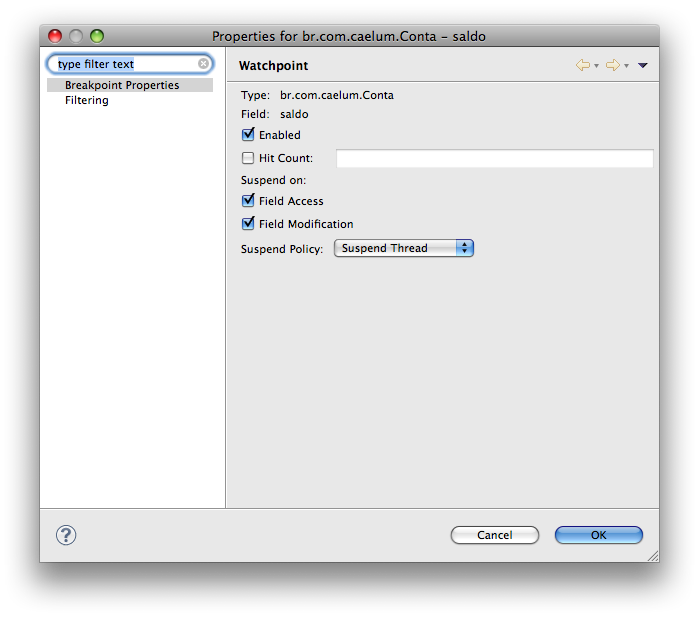 Properties for br.com.caelum.Conta – saldo
type filter text
Breakpoint Properties
Filtering
Watchpoint
Type: br.com.caelum.Conta
Field: saldo
Enabled
Hit Count:
Suspend on:
Field Access
Field Modification
Suspend Policy: Suspend Thread
?
Cancel
OK